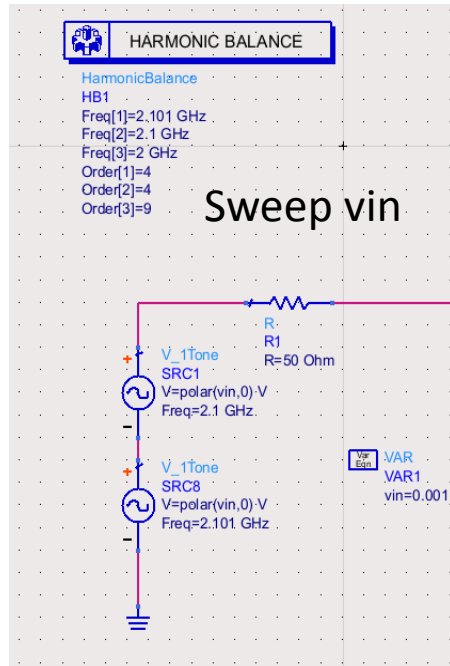 HARMONIC BALANCE
HarmonicBalance
HB1
Freq[1]=2.101 GHz
Freq[2]=2.1 GHz
Freq[3]=2 GHz
Order[1]=4
Order[2]=4
Order[3]=9
Sweep vin
R
R1
R=50 Ohm
+
V_1Tone
SRC1
V=polar(vin,0) V
Freq=2.1 GHz
-
+
V_1Tone
SRC8
V=polar(vin,0) V
Freq=2.101 GHz
-
Var
Eqn
VAR
VAR1
vin=0.001